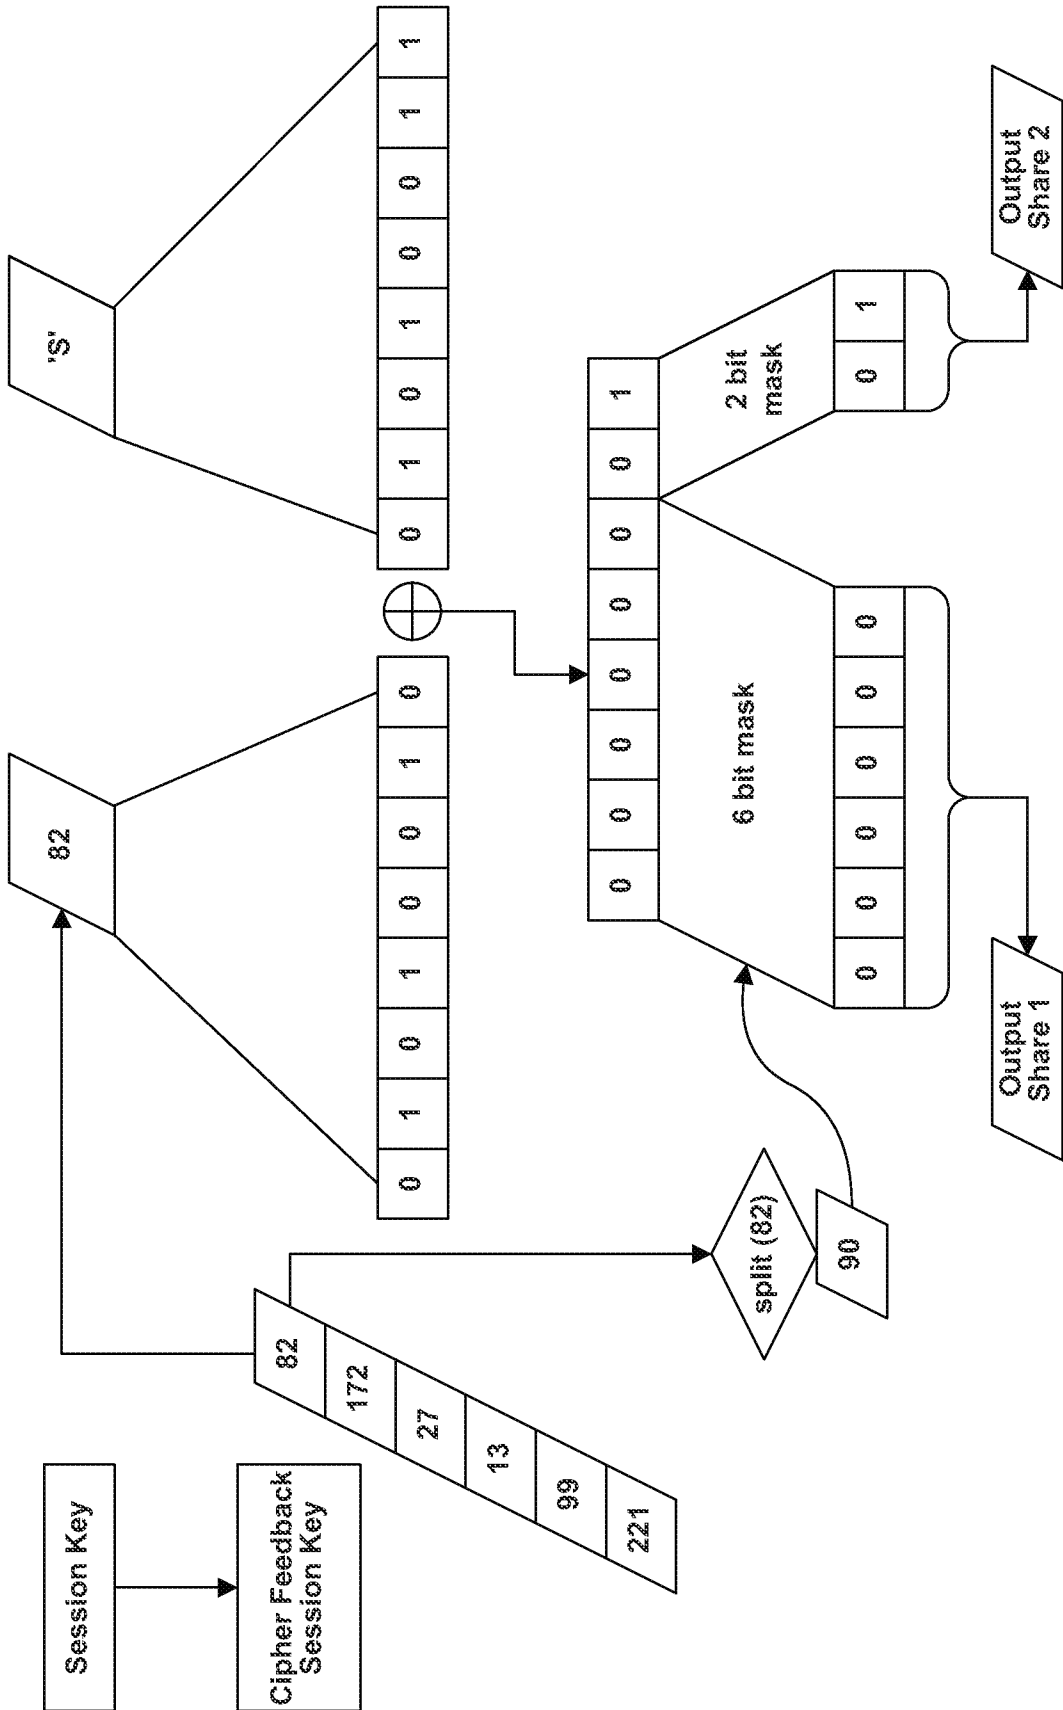 Session Key
Cipher Feedback
Session Key
82
172
27
13
99
221
82
'S'
0 1 0 1 0 0 1 0
0 1 0 1 0 0 1 1
0 0 0 0 0 0 0 1
split (82)
90
6 bit mask
2 bit
mask
0 0 0 0 0 0
0 1
Output
Share 1
Output
Share 2